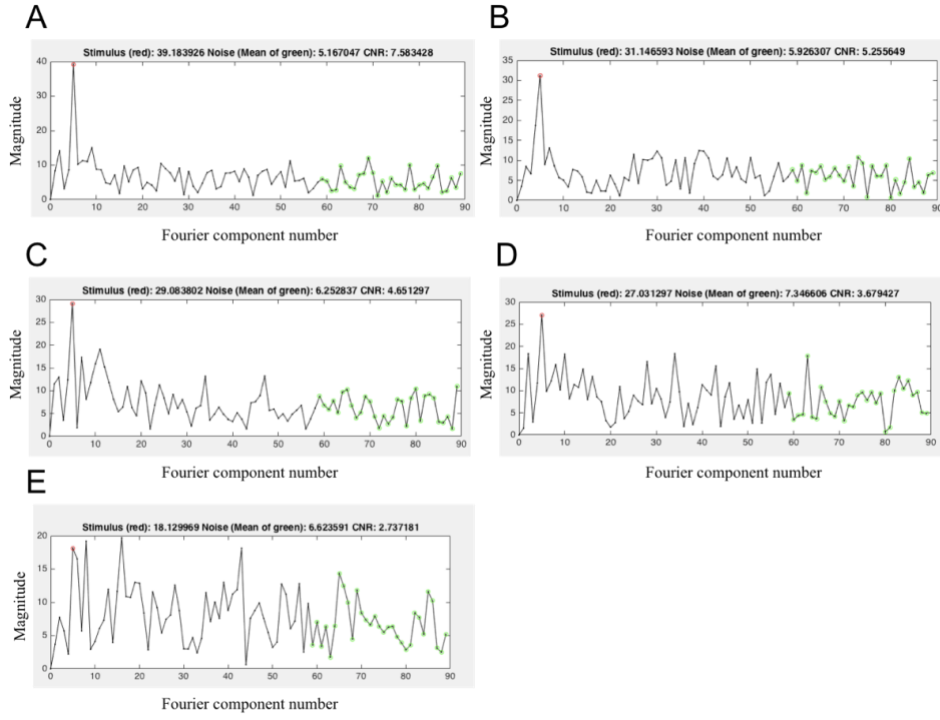 A
Stimulus (red): 39.183926 Noise (Mean of green): 5.167047 CNR: 7.583428
Magnitude
40
30
20
10
0
0 10 20 30 40 50 60 70 80 90
Fourier component number
B
Stimulus (red): 31.146593 Noise (Mean of green): 5.926307 CNR: 5.255649
Magnitude
35
30
25
20
15
10
5
0
0 10 20 30 40 50 60 70 80 90
Fourier component number
C
Stimulus (red): 29.083802 Noise (Mean of green): 6.252837 CNR: 4.651297
Magnitude
30
25
20
15
10
5
0
0 10 20 30 40 50 60 70 80 90
Fourier component number
D
Stimulus (red): 27.031297 Noise (Mean of green): 7.346606 CNR: 3.679427
Magnitude
30
25
20
15
10
5
0
0 10 20 30 40 50 60 70 80 90
Fourier component number
E
Stimulus (red): 18.129969 Noise (Mean of green): 6.623591 CNR: 2.737181
Magnitude
20
15
10
5
0
0 10 20 30 40 50 60 70 80 90
Fourier component number